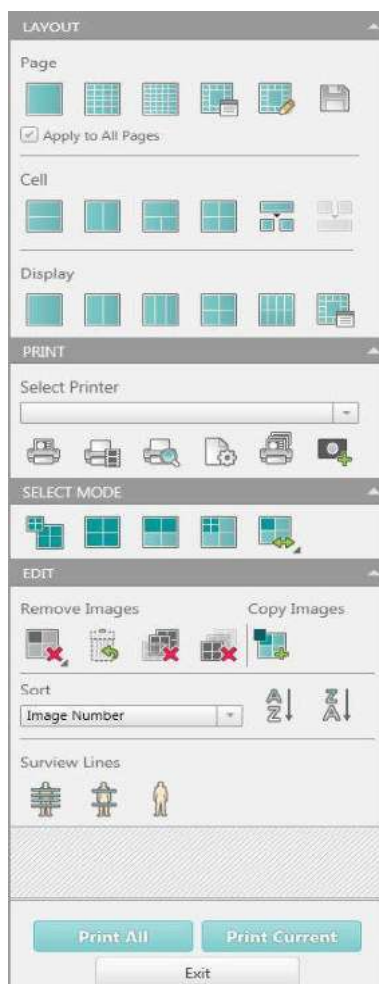 LAYOUT
Page
Apply to All Pages
Cell
Display
PRINT
Select Printer
SELECT MODE
EDIT
Remove Images Copy Images
Sort
Image Number
A Z Z A
Surview Lines
Print All Print Current
Exit